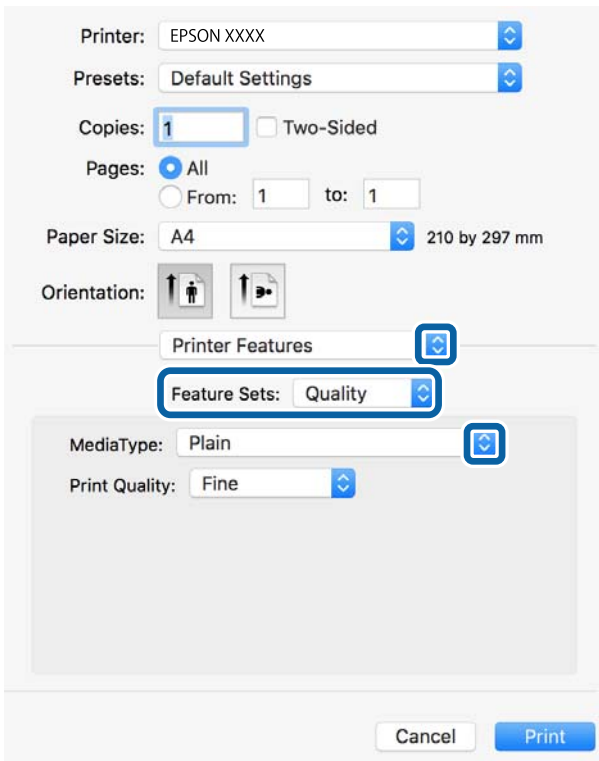 Printer: EPSON XXXX
Presets: Default Settings
Copies: 1 Two-Sided
Pages: All
From: 1 to: 1
Paper Size: A4 210 by 297 mm
Orientation:
Printer Features
Feature Sets: Quality
MediaType: Plain
Print Quality: Fine
Cancel Print